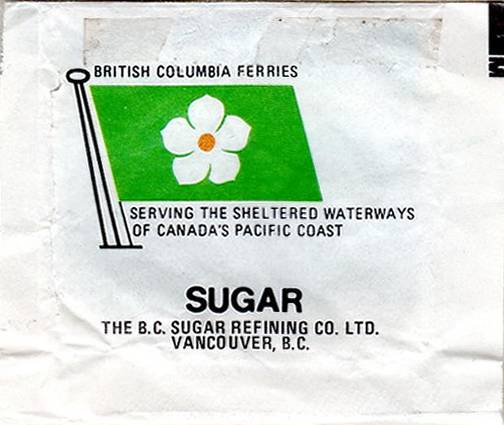 BRITISH COLUMBIA FERRIES
SERVING THE SHELTERED WATERWAYS
OF CANADA'S PACIFIC COAST
SUGAR
THE B.C. SUGAR REFINING CO. LTD.
VANCOUVER, B.C.